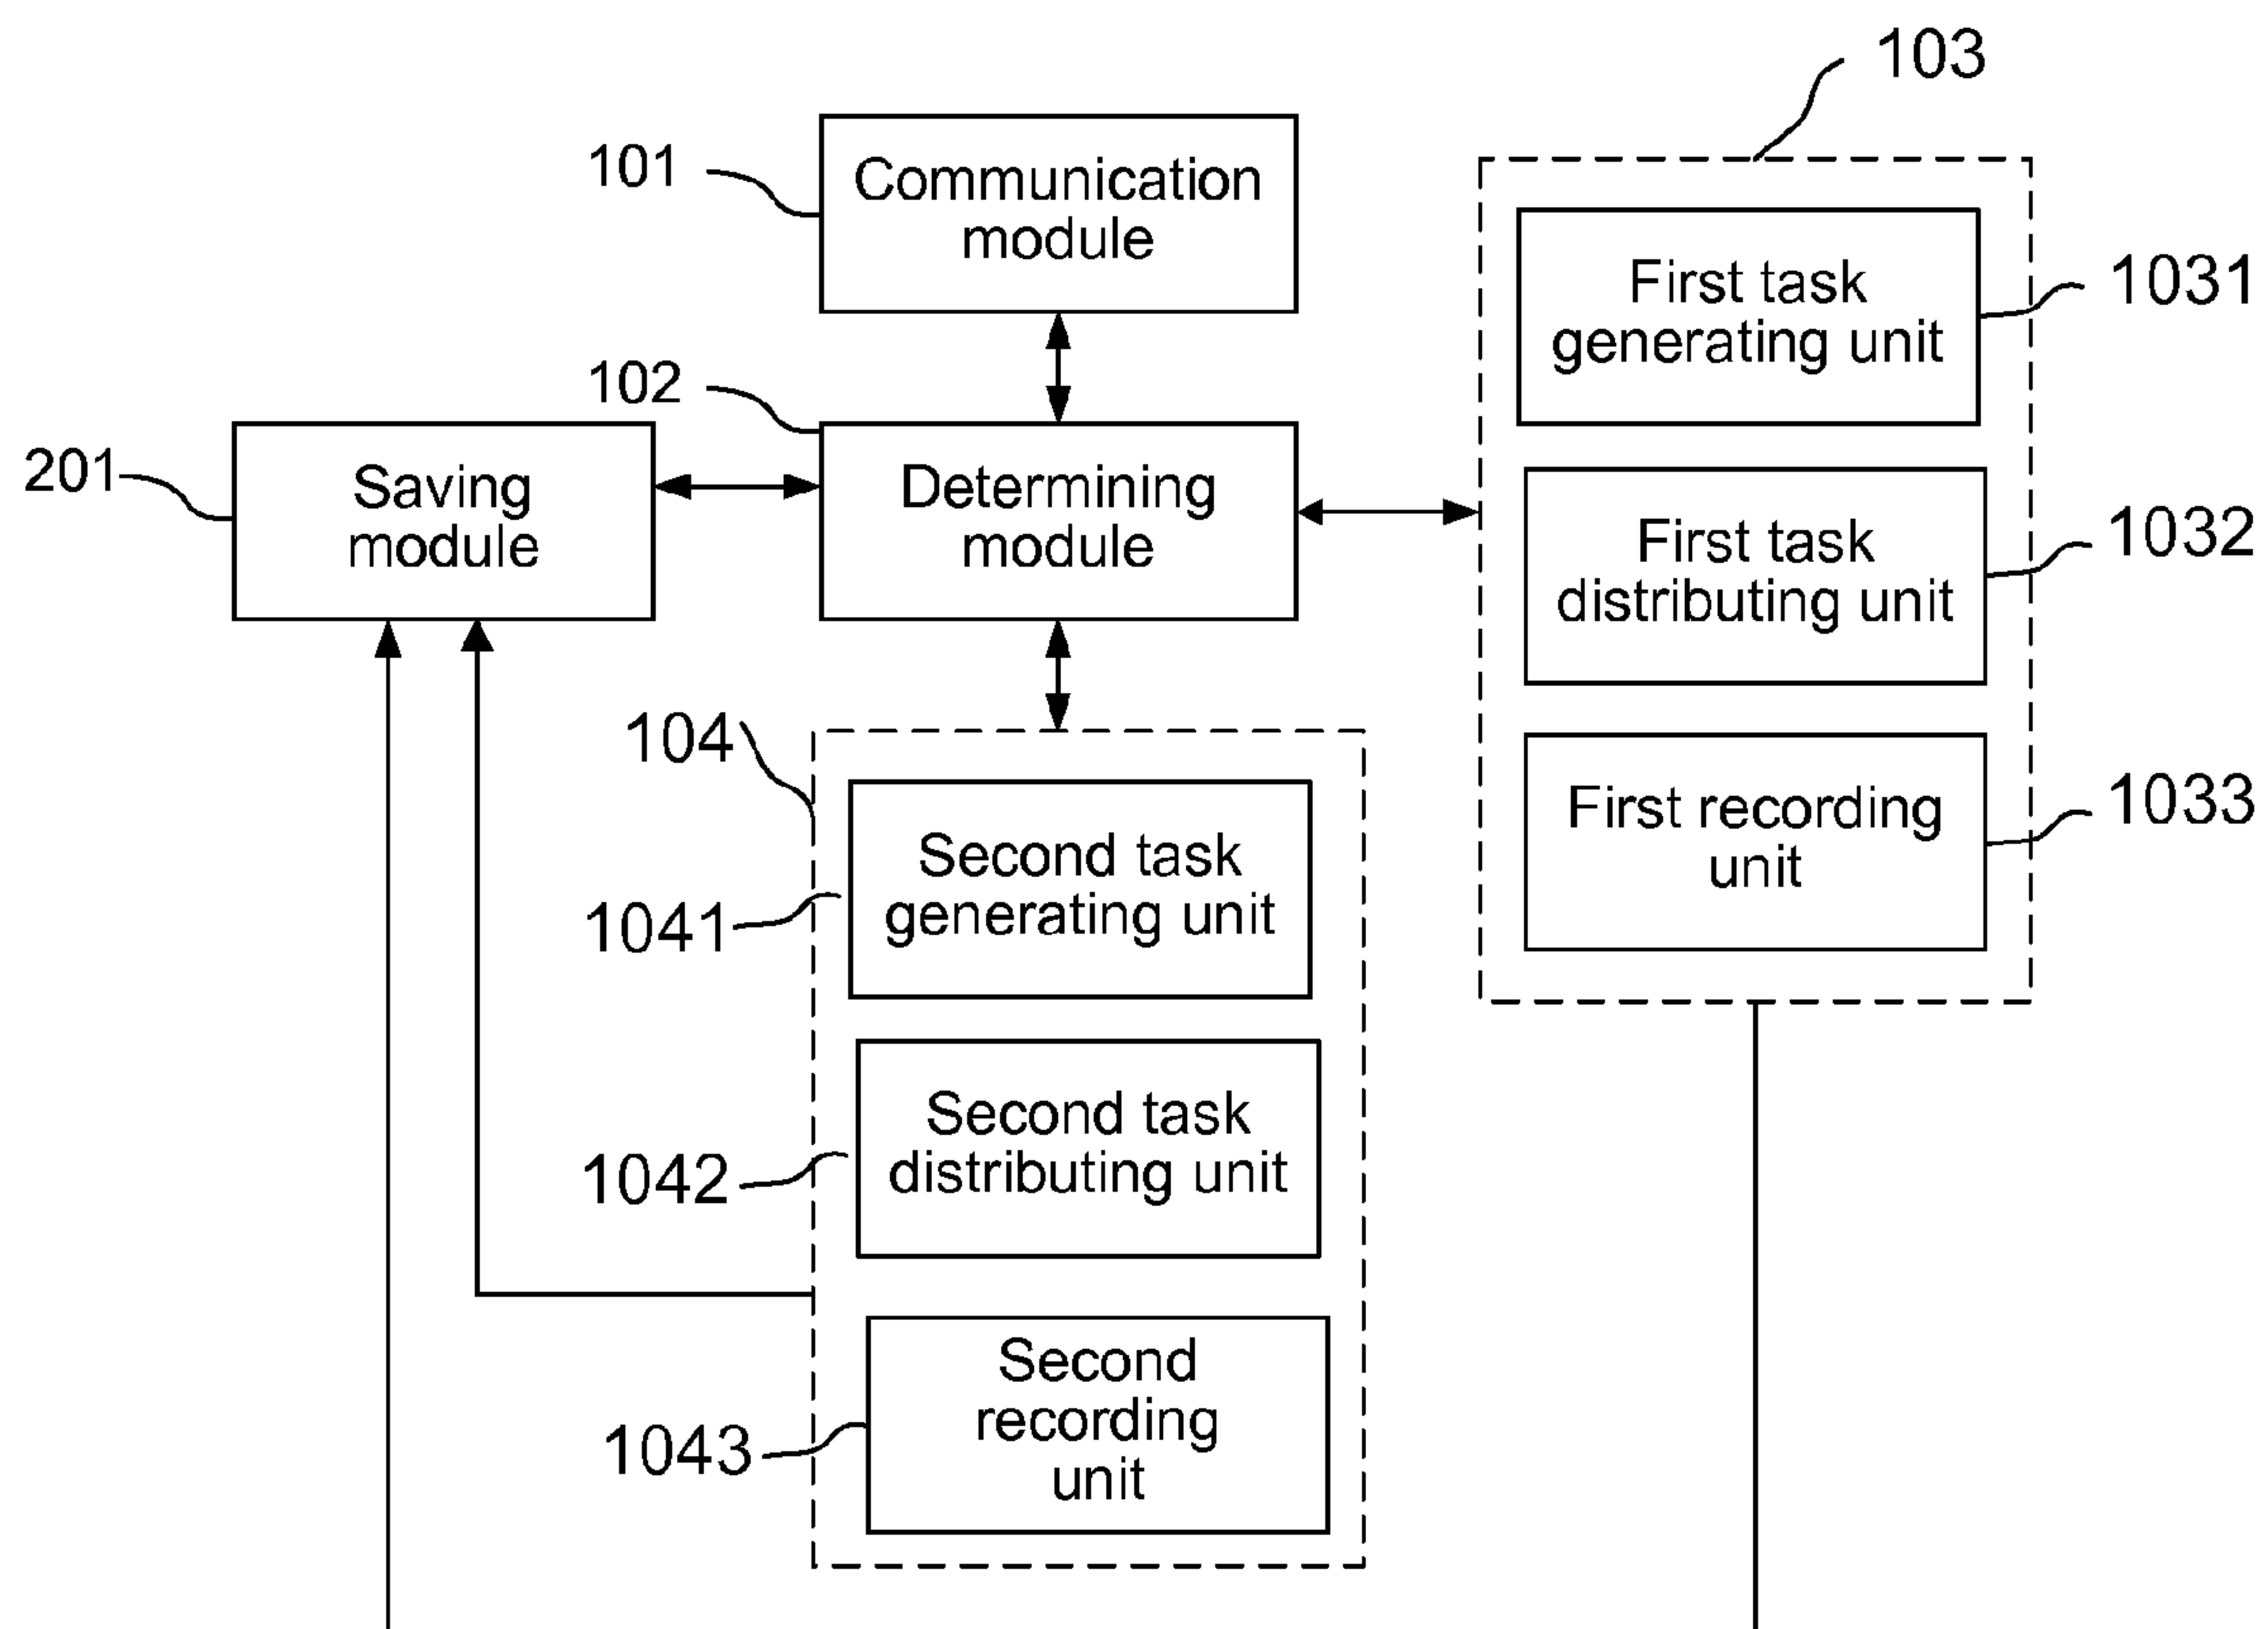 103
101
Communication
module
First task
generating unit
1031
102
201
Saving
module
Determining
module
First task
distributing unit
1032
104
First recording
unit
1033
Second task
generating unit
1041
Second task
distributing unit
1042
Second
recording
unit
1043